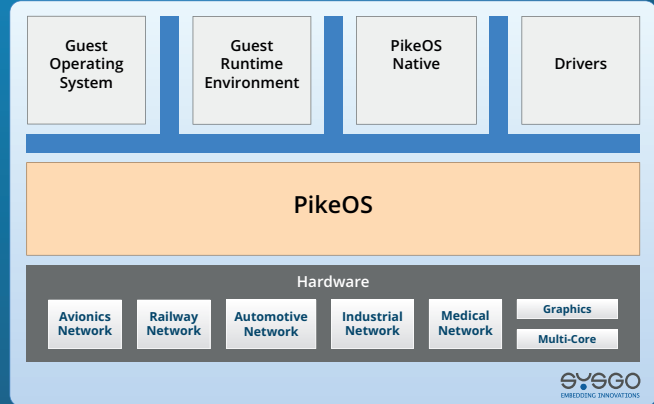 Guest
Operating
System
Guest
Runtime
Environment
PikeOS
Native
Drivers
PikeOS
Hardware
Avionics
Network
Railway
Network
Automotive
Network
Industrial
Network
Medical
Network
Graphics
Multi-Core
SYSGO
EMBEDDING INNOVATIONS